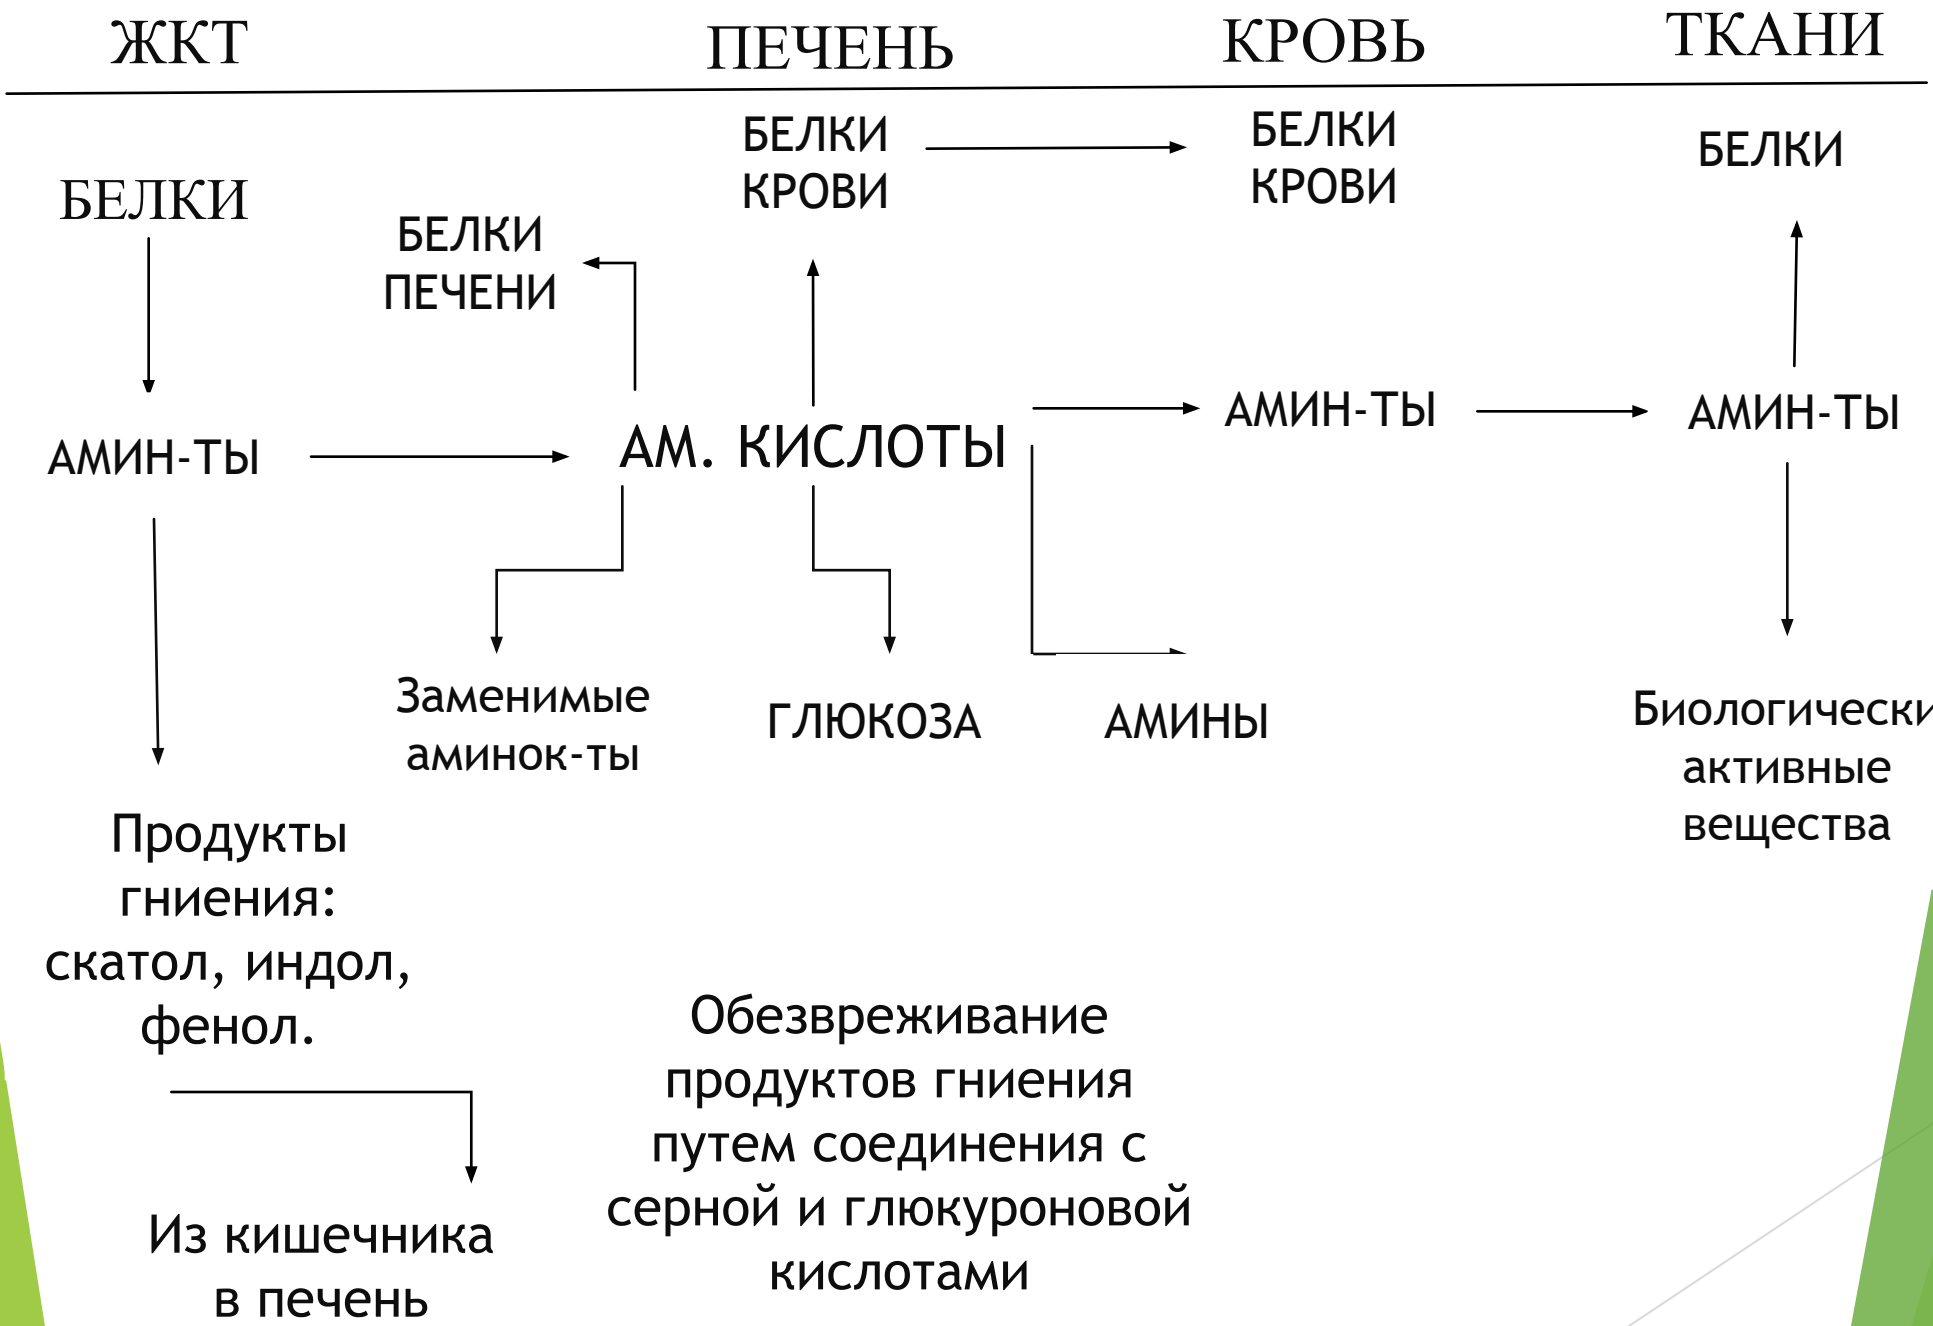 ЖКТ
ПЕЧЕНЬ
КРОВЬ
ТКАНИ
БЕЛКИ
БЕЛКИ
ПЕЧЕНИ
БЕЛКИ
КРОВИ
БЕЛКИ
КРОВИ
БЕЛКИ
АМИН-ТЫ
АМ. КИСЛОТЫ
АМИН-ТЫ
АМИН-ТЫ
Заменимые
аминок-ты
ГЛЮКОЗА
АМИНЫ
Биологически
активные
вещества
Продукты
гниения:
скатол, индол,
фенол.
Из кишечника
в печень
Обезвреживание
продуктов гниения
путем соединения с
серной и глюкуроновой
кислотами